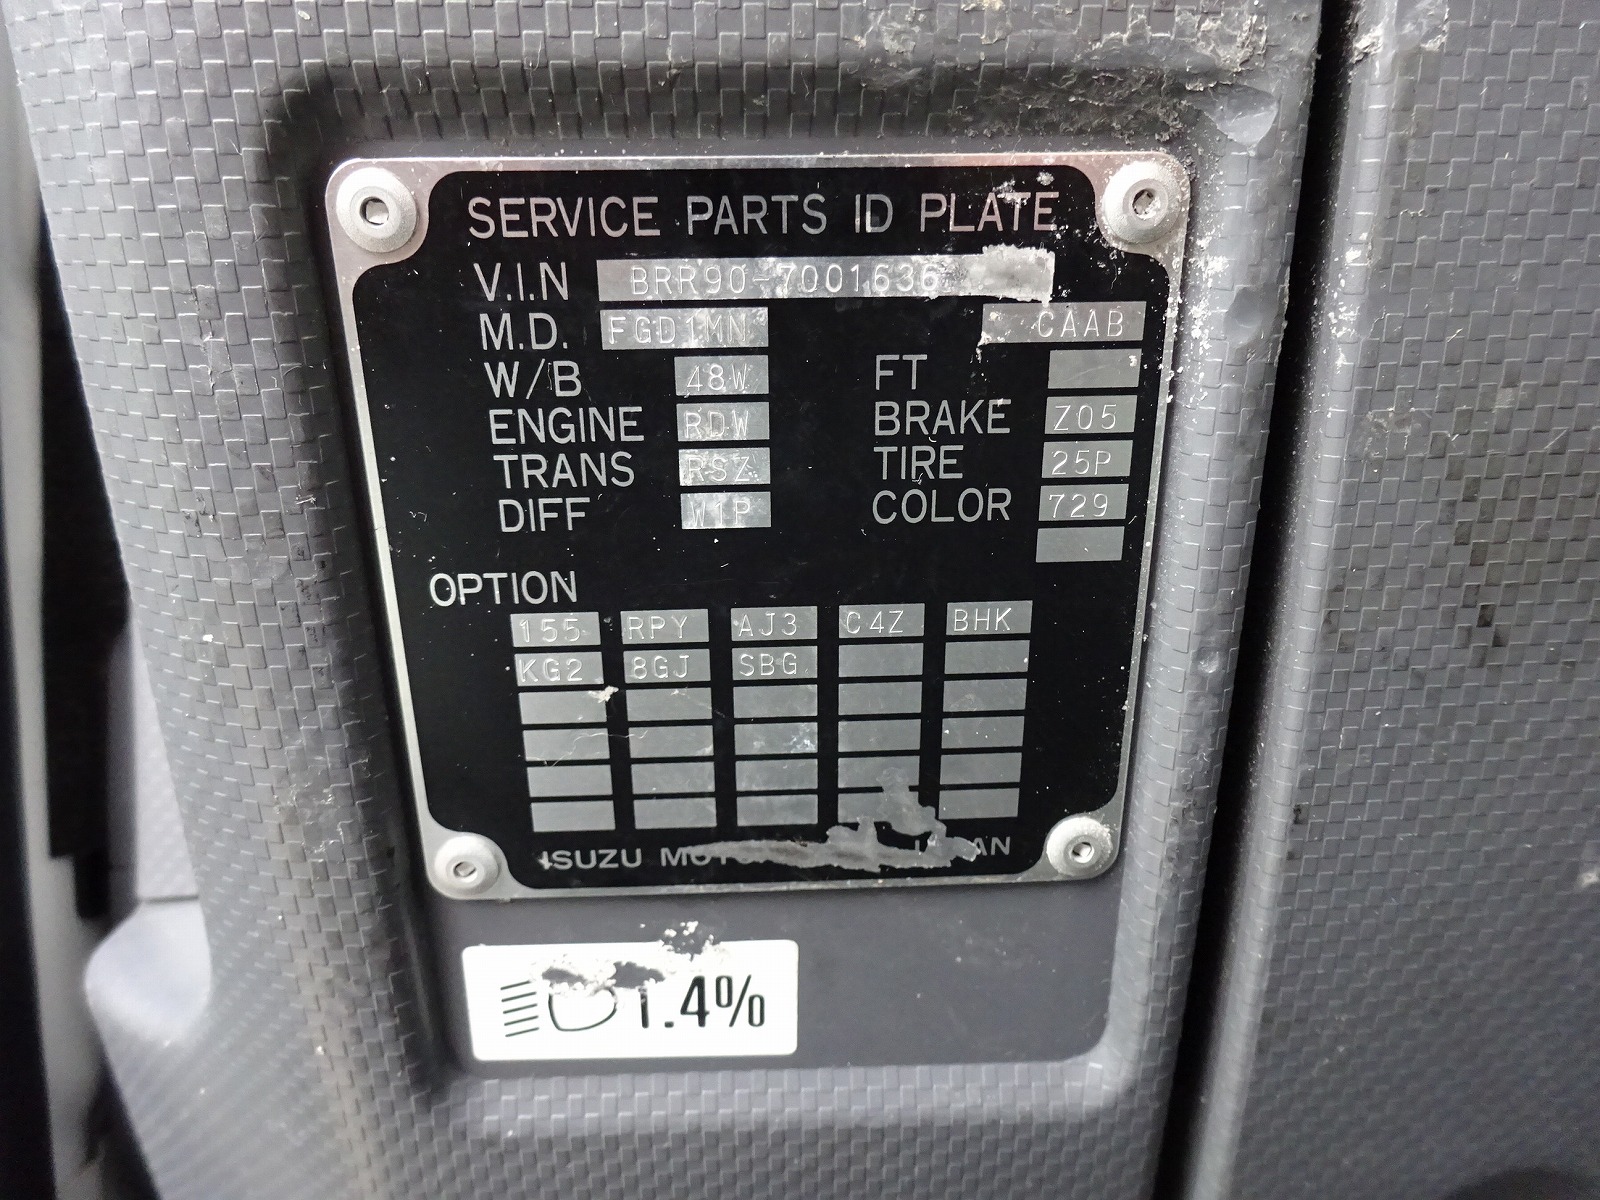 SERVICE PARTS ID PLATE
V.I.N BRR90-7001636
M.D. FGD1MN CAAB
W/B 48W FT
ENGINE RDW BRAKE Z05
TRANS RSZ TIRE 25P
DIFF W1P COLOR 729
OPTION
155 RPY AJ3 C4Z BHK
KG2 8GJ SBG
ISUZU
1.4%